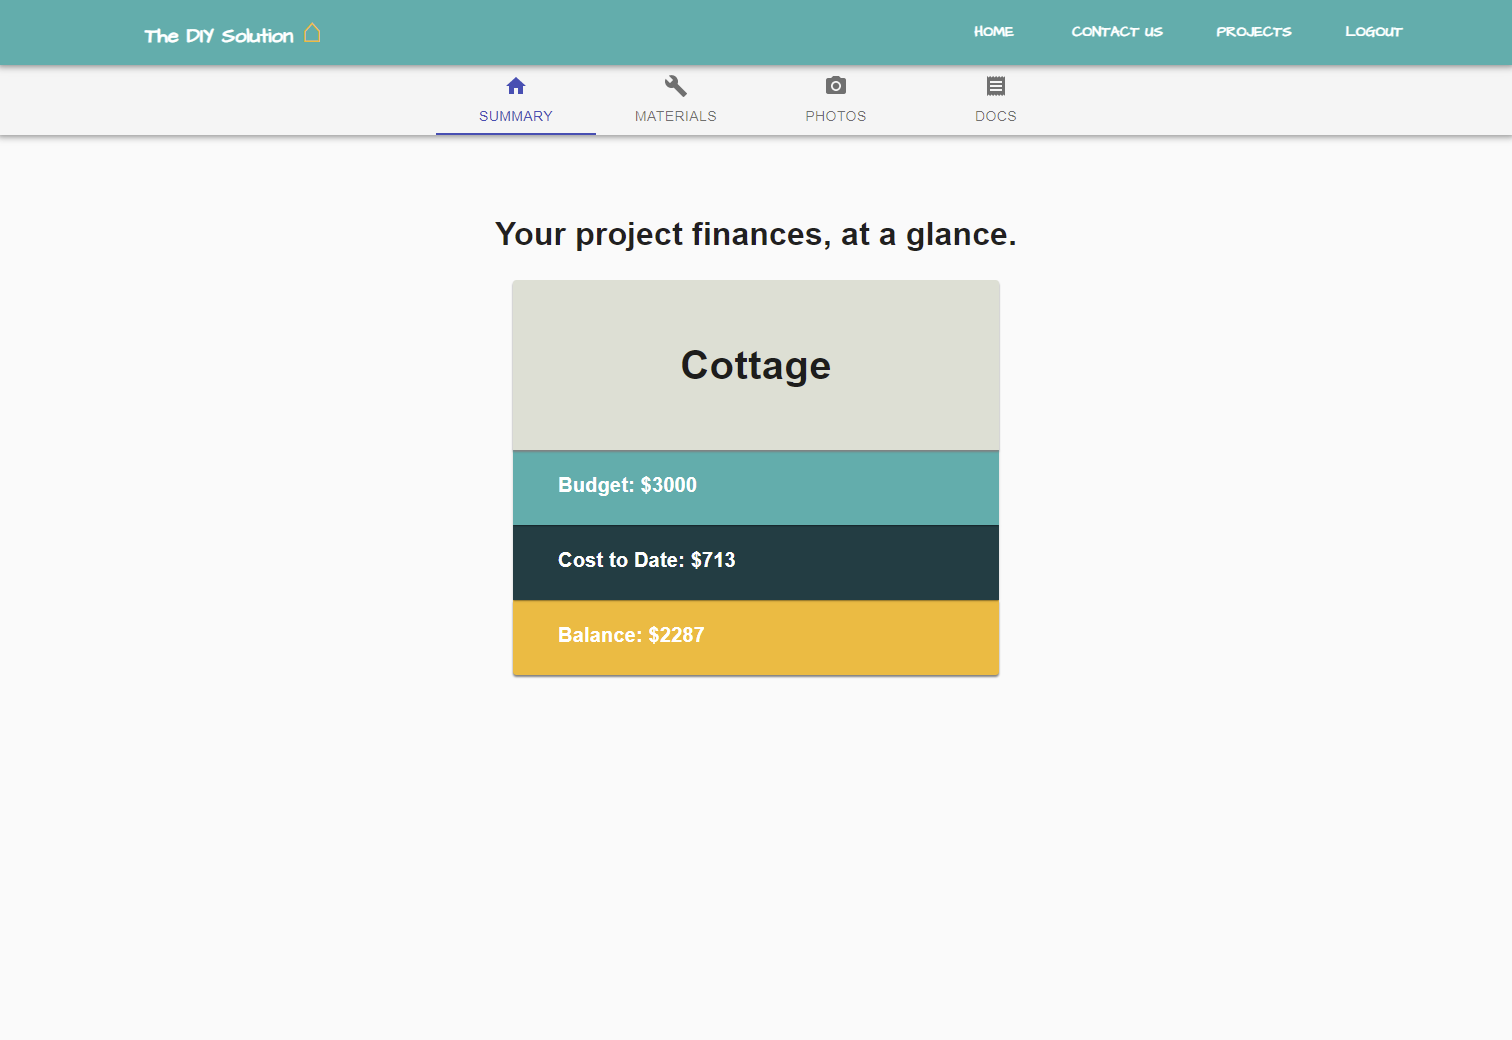 The DIY Solution
HOME CONTACT US PROJECTS LOGOUT
SUMMARY MATERIALS PHOTOS DOCS
Your project finances, at a glance.
Cottage
Budget: $3000
Cost to Date: $713
Balance: $2287